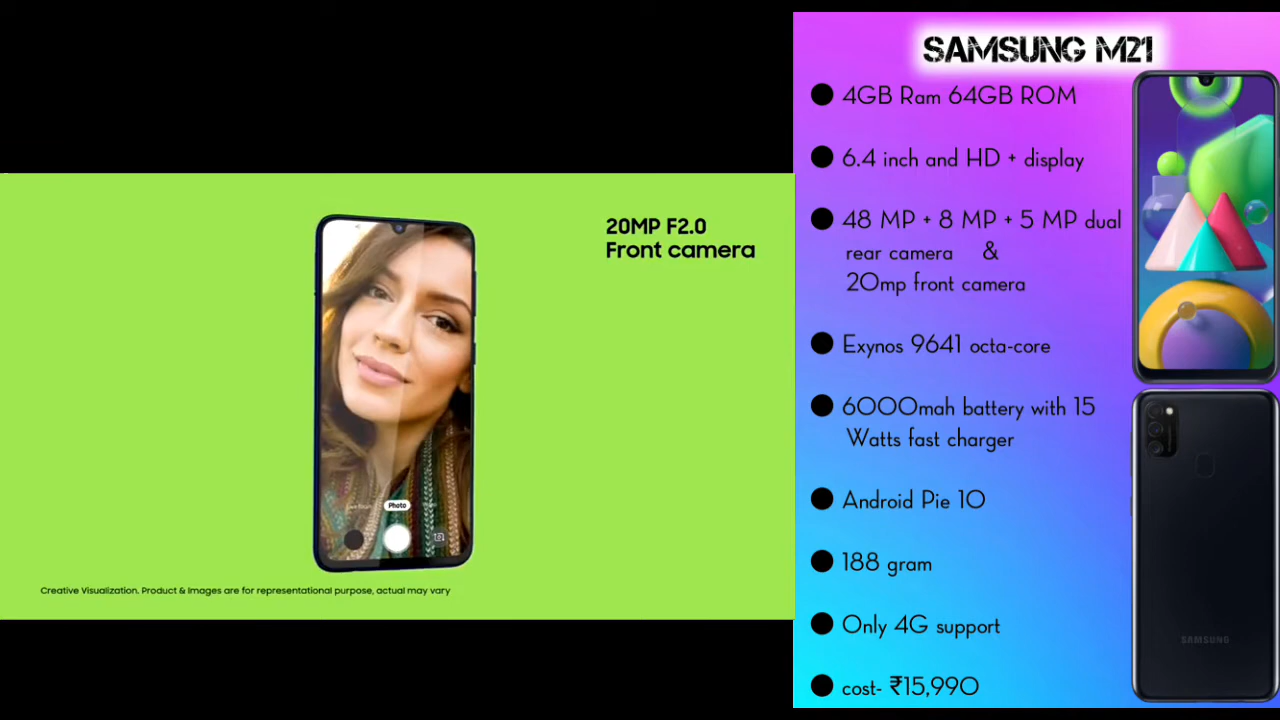 20MP F2.0
Front camera
Photo
Creative Visualization. Product & Images are for representational purpose, actual may vary
SAMSUNG M21
4GB Ram 64GB ROM
6.4 inch and HD + display
48 MP + 8 MP + 5 MP dual
rear camera &
20mp front camera
Exynos 9641 octa-core
6000mah battery with 15
Watts fast charger
Android Pie 10
188 gram
Only 4G support
cost- ₹15,990
SAMSUNG